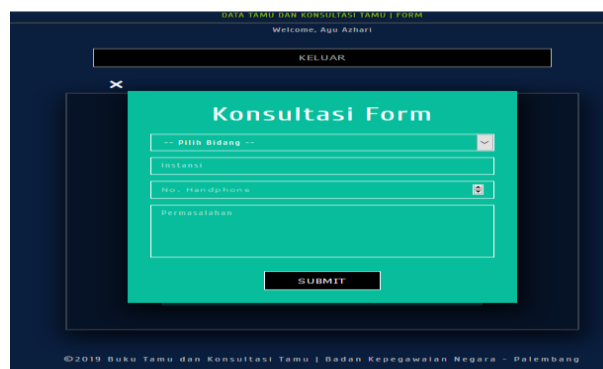 DATA TAMU DAN KONSULTASI TAMU | FORM
Welcome, Ayu Azhari
KELUAR
×
Konsultasi Form
-- Pilih Bidang --
Instansi
No. Handphone
Permasalahan
SUBMIT
©2019 Buku Tamu dan Konsultasi Tamu | Badan Kepegawaian Negara - Palembang